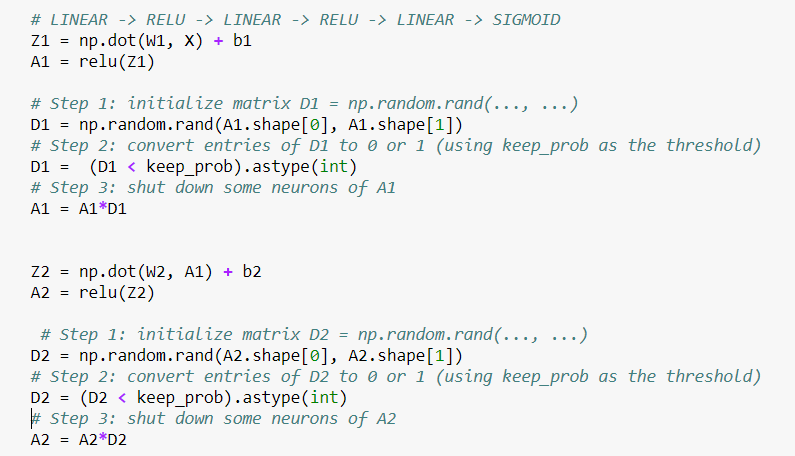 # LINEAR -> RELU -> LINEAR -> RELU -> LINEAR -> SIGMOID
Z1 = np.dot(W1, X) + b1
A1 = relu(Z1)
# Step 1: initialize matrix D1 = np.random.rand(..., ...)
D1 = np.random.rand(A1.shape[0], A1.shape[1])
# Step 2: convert entries of D1 to 0 or 1 (using keep_prob as the threshold)
D1 =  (D1 < keep_prob).astype(int)
# Step 3: shut down some neurons of A1
A1 = A1*D1
Z2 = np.dot(W2, A1) + b2
A2 = relu(Z2)
# Step 1: initialize matrix D2 = np.random.rand(..., ...)
D2 = np.random.rand(A2.shape[0], A2.shape[1])
# Step 2: convert entries of D2 to 0 or 1 (using keep_prob as the threshold)
D2 = (D2 < keep_prob).astype(int)
# Step 3: shut down some neurons of A2
A2 = A2*D2